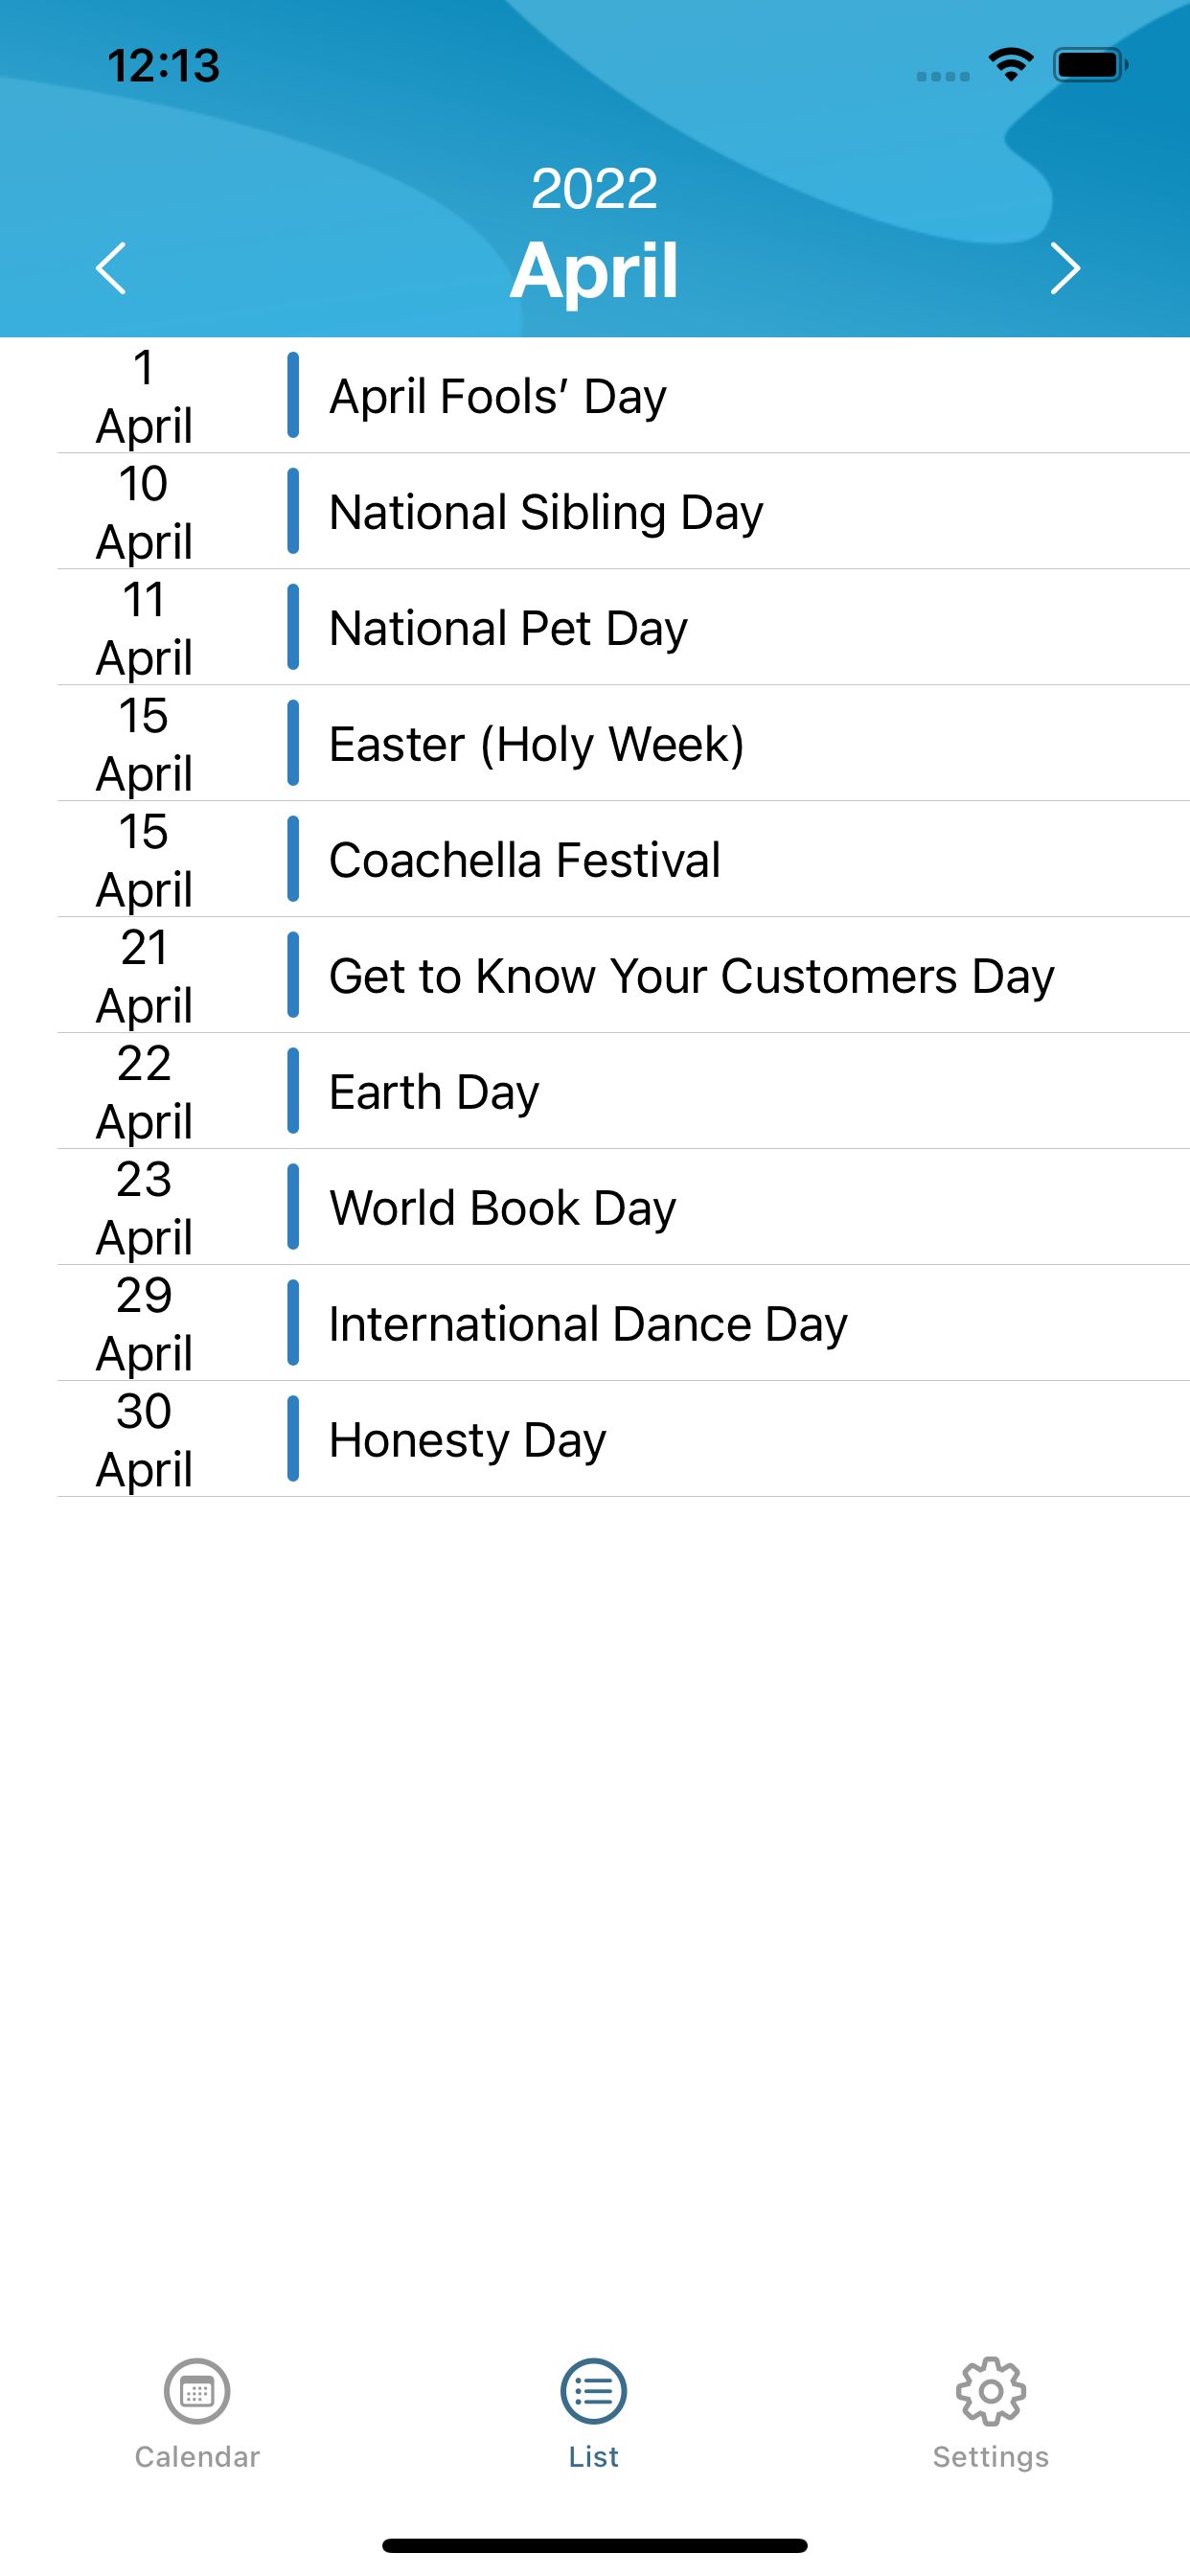 12:13
2022
April
1
April
April Fools’ Day
10
April
National Sibling Day
11
April
National Pet Day
15
April
Easter (Holy Week)
15
April
Coachella Festival
21
April
Get to Know Your Customers Day
22
April
Earth Day
23
April
World Book Day
29
April
International Dance Day
30
April
Honesty Day
Calendar
List
Settings